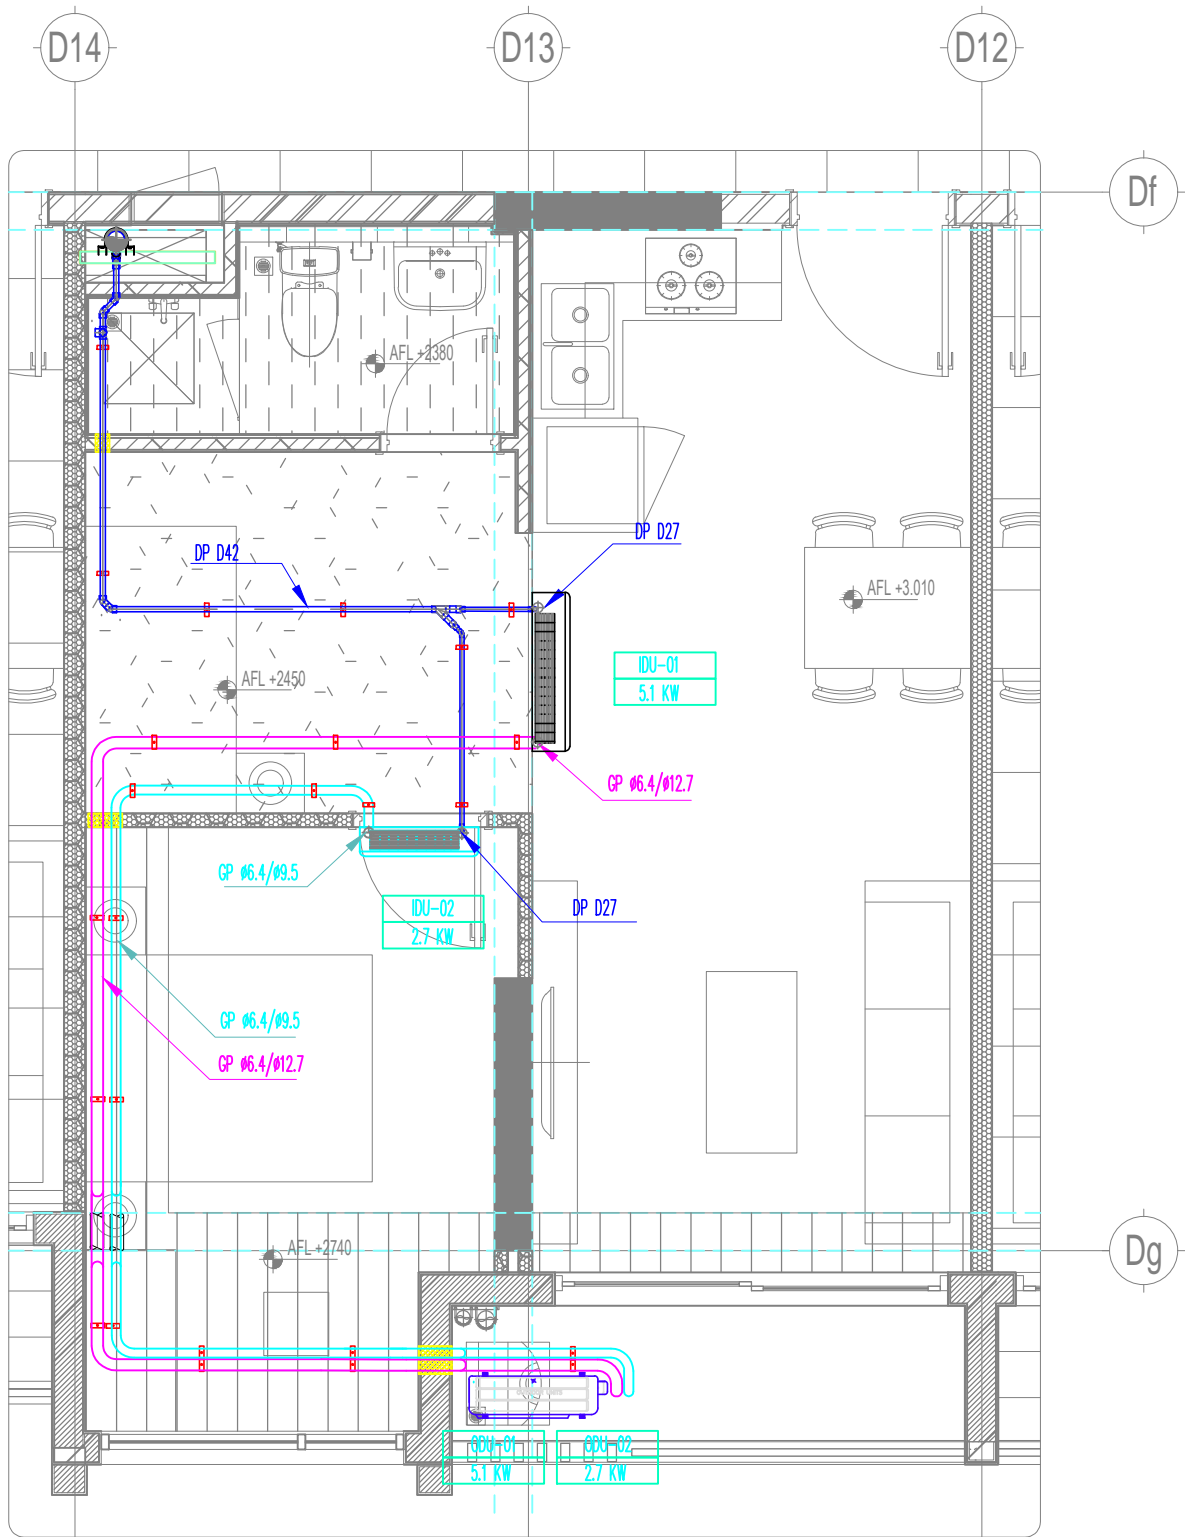 D14
D13
D12
Df
AFL +2380
DP D27
DP D42
AFL +3.010
IDU-01
5.1 KW
AFL +2450
GP ø6.4/ø12.7
GP ø6.4/ø9.5
IDU-02
2.7 KW
DP D27
GP ø6.4/ø9.5
GP ø6.4/ø12.7
AFL +2740
Dg
ODU-01
5.1 KW
ODU-02
2.7 KW